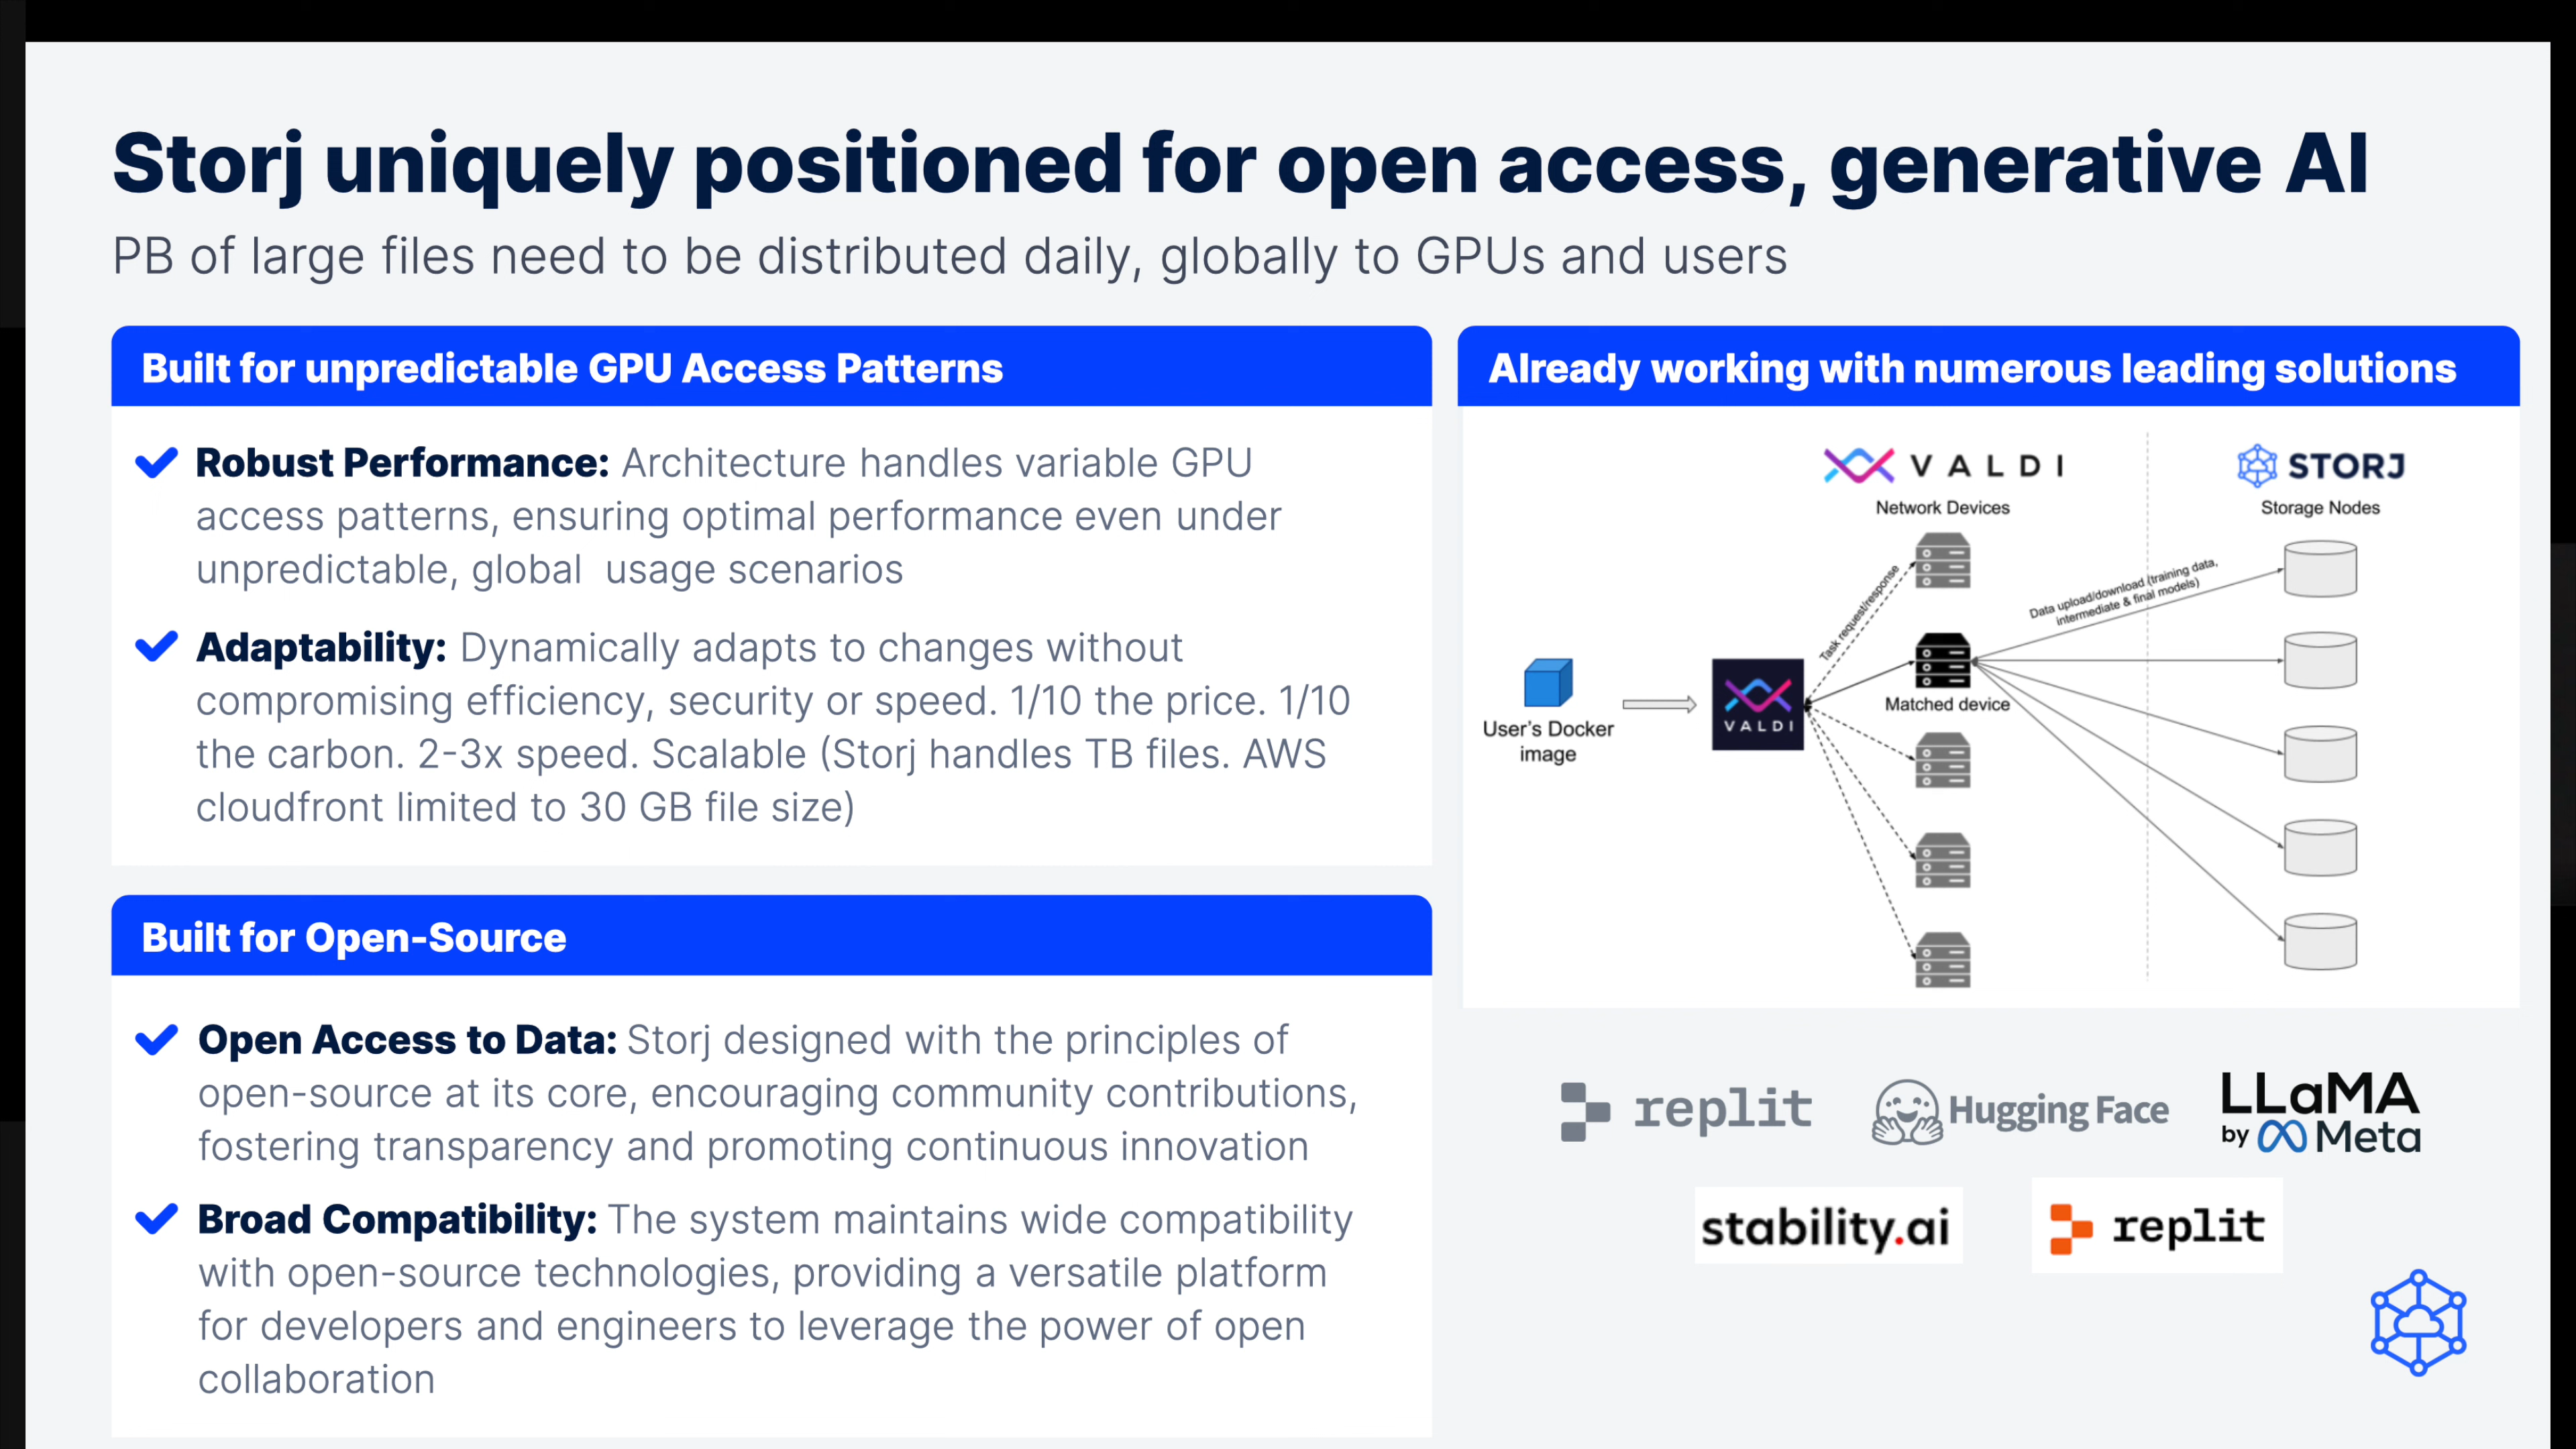 Storj uniquely positioned for open access, generative AI
PB of large files need to be distributed daily, globally to GPUs and users
Built for unpredictable GPU Access Patterns
Robust Performance: Architecture handles variable GPU
access patterns, ensuring optimal performance even under
unpredictable, global  usage scenarios
Adaptability: Dynamically adapts to changes without
compromising efficiency, security or speed. 1/10 the price. 1/10
the carbon. 2-3x speed. Scalable (Storj handles TB files. AWS
cloudfront limited to 30 GB file size)
Built for Open-Source
Open Access to Data: Storj designed with the principles of
open-source at its core, encouraging community contributions,
fostering transparency and promoting continuous innovation
Broad Compatibility: The system maintains wide compatibility
with open-source technologies, providing a versatile platform
for developers and engineers to leverage the power of open
collaboration
Already working with numerous leading solutions
VALDI
Network Devices
STORJ
Storage Nodes
Task request/response
Data upload/download (training data,
intermediate & final models)
User's Docker
image
VALDI
Matched device
replit
Hugging Face
LLaMA
by Meta
stability.ai
replit